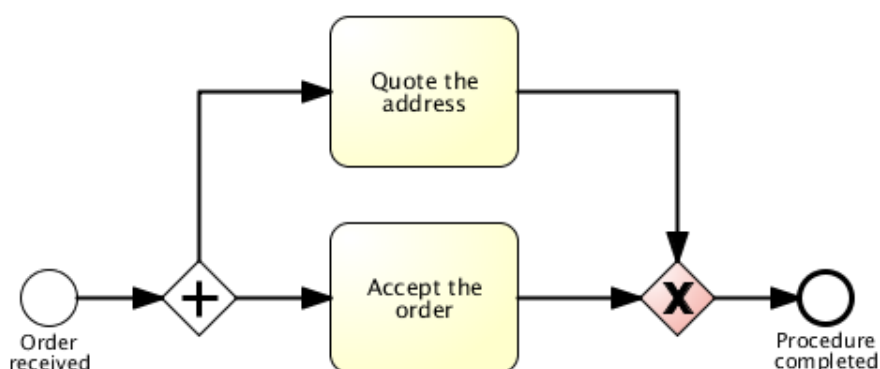 Quote the
address
Accept the
order
Order
received
Procedure
completed